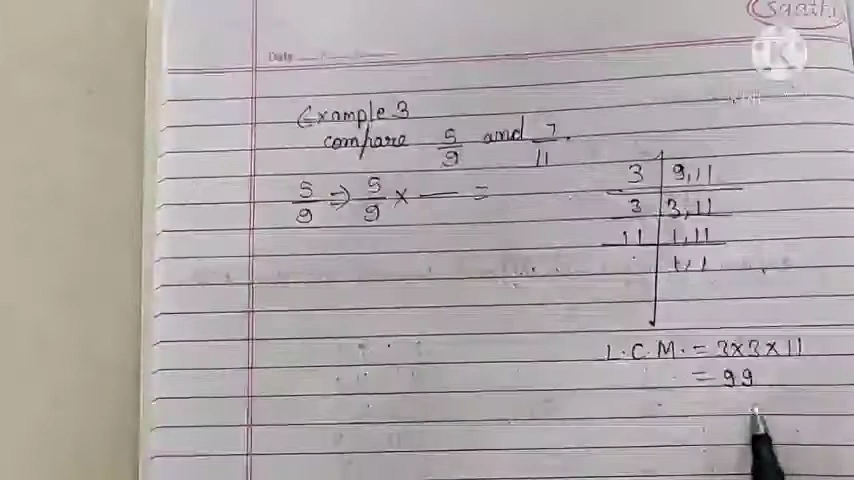 Saathi
K
Date
Example 3
compare 5/9 and 7/11.
5/9 ⇒ 5/9 × — =
3 | 9, 11
3 | 3, 11
11 | 1, 11
1, 1
L.C.M. = 3×3×11
= 99